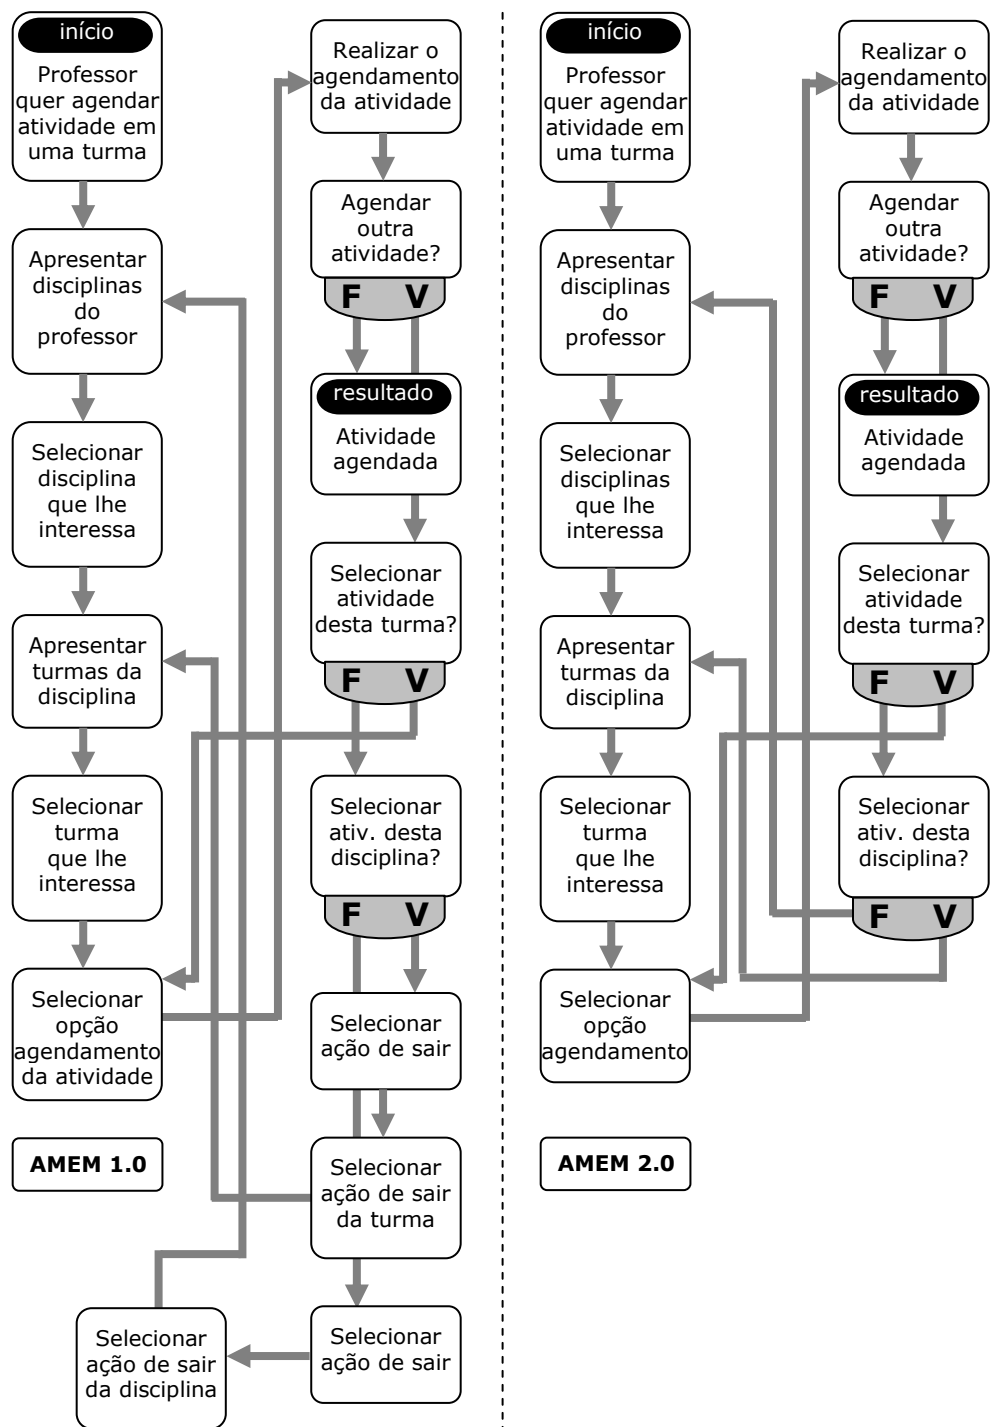 início
Professor
quer agendar
atividade em
uma turma
Apresentar
disciplinas
do
professor
Selecionar
disciplina
que lhe
interessa
Apresentar
turmas da
disciplina
Selecionar
turma
que lhe
interessa
Selecionar
opção
agendamento
da atividade
AMEM 1.0
Realizar o
agendamento
da atividade
Agendar
outra
atividade?
F V
resultado
Atividade
agendada
Selecionar
atividade
desta turma?
F V
Selecionar
ativ. desta
disciplina?
F V
Selecionar
ação de sair
Selecionar
ação de sair
da turma
Selecionar
ação de sair
Selecionar
ação de sair
da disciplina
início
Professor
quer agendar
atividade em
uma turma
Apresentar
disciplinas
do
professor
Selecionar
disciplinas
que lhe
interessa
Apresentar
turmas da
disciplina
Selecionar
turma
que lhe
interessa
Selecionar
opção
agendamento
AMEM 2.0
Realizar o
agendamento
da atividade
Agendar
outra
atividade?
F V
resultado
Atividade
agendada
Selecionar
atividade
desta turma?
F V
Selecionar
ativ. desta
disciplina?
F V